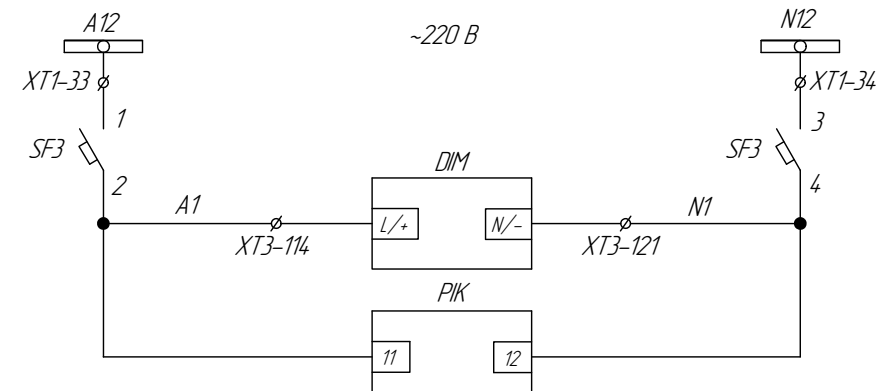 A12
~220 В
N12
XT1-33
XT1-34
1
3
SF3
SF3
2
DIM
4
A1
L/+
N/-
N1
XT3-114
XT3-121
PIK
11
12